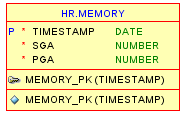 HR.MEMORY
P * TIMESTAMP DATE
* SGA NUMBER
* PGA NUMBER
MEMORY_PK (TIMESTAMP)
MEMORY_PK (TIMESTAMP)